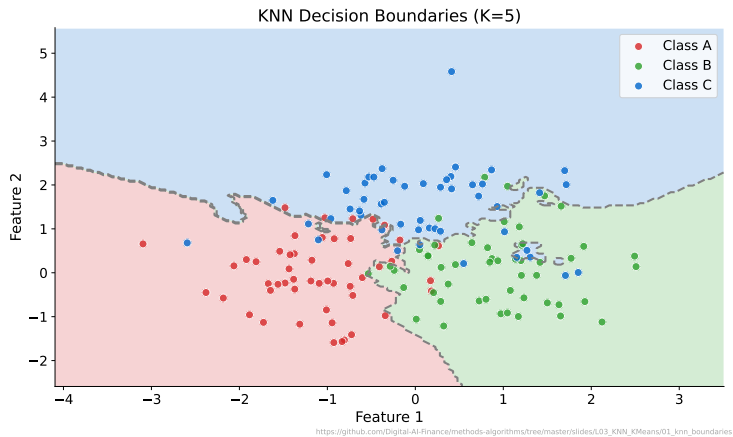 KNN Decision Boundaries (K=5)
Class A
Class B
Class C
Feature 2
5
4
3
2
1
0
−1
−2
−4
−3
−2
−1
0
1
2
3
Feature 1
https://github.com/Digital-AI-Finance/methods-algorithms/tree/master/slides/L03_KNN_KMeans/01_knn_boundaries